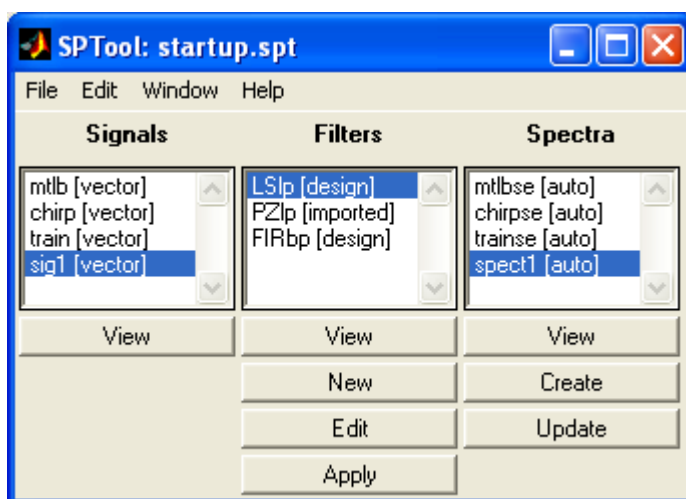 SPTool: startup.spt
File Edit Window Help
Signals Filters Spectra
mtlb [vector] LSlp [design] mtlbse [auto]
chirp [vector] PZlp [imported] chirpse [auto]
train [vector] FIRbp [design] trainse [auto]
sig1 [vector] spect1 [auto]
View View View
New Create
Edit Update
Apply